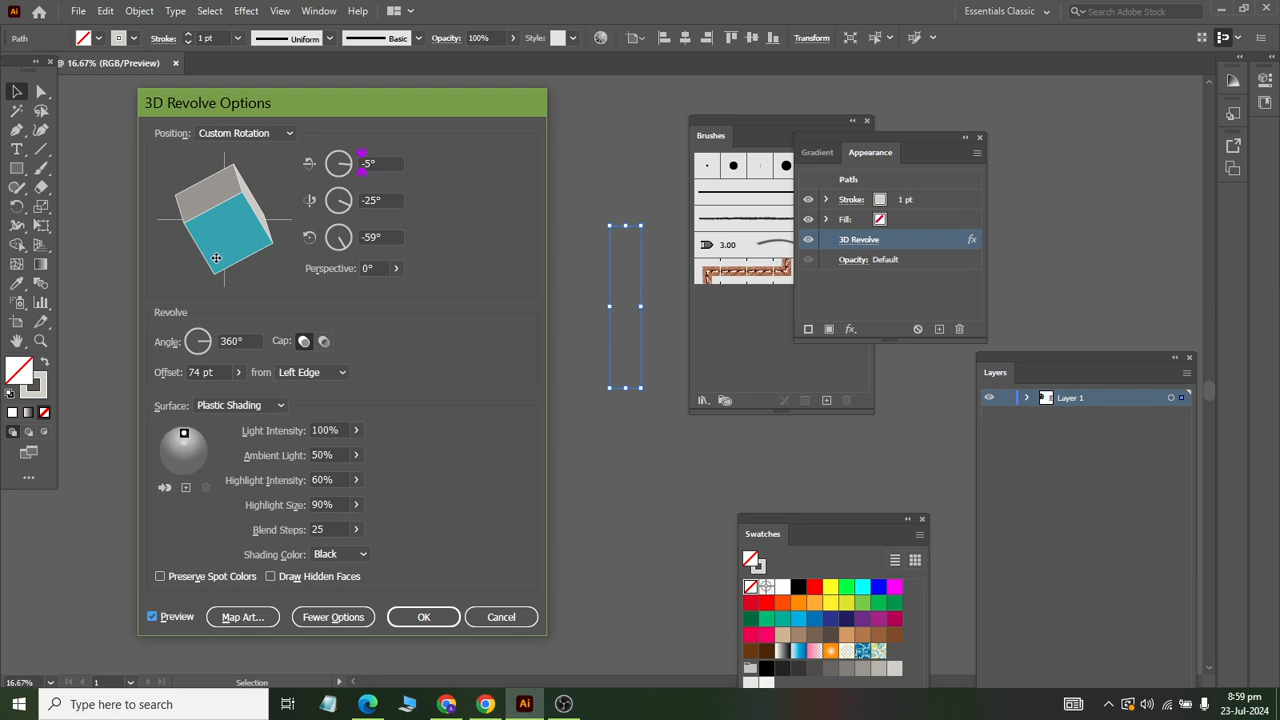 Ai File Edit Object Type Select Effect View Window Help Essentials Classic Search Adobe Stock
Path Stroke: 1 pt Uniform Basic Opacity: 100% Style: Transform
@ 16.67% (RGB/Preview)
3D Revolve Options
Position: Custom Rotation
-5°
-25°
-59°
Perspective: 0°
Revolve
Angle: 360° Cap:
Offset: 74 pt from Left Edge
Surface: Plastic Shading
Light Intensity: 100%
Ambient Light: 50%
Highlight Intensity: 60%
Highlight Size: 90%
Blend Steps: 25
Shading Color: Black
Preserve Spot Colors Draw Hidden Faces
Preview Map Art... Fewer Options OK Cancel
Brushes
3.00
Gradient Appearance
Path
Stroke: 1 pt
Fill:
3D Revolve fx
Opacity: Default
fx.
Layers
Layer 1
Swatches
16.67% 1 Selection
Type here to search
Ai
8:59 pm
23-Jul-2024